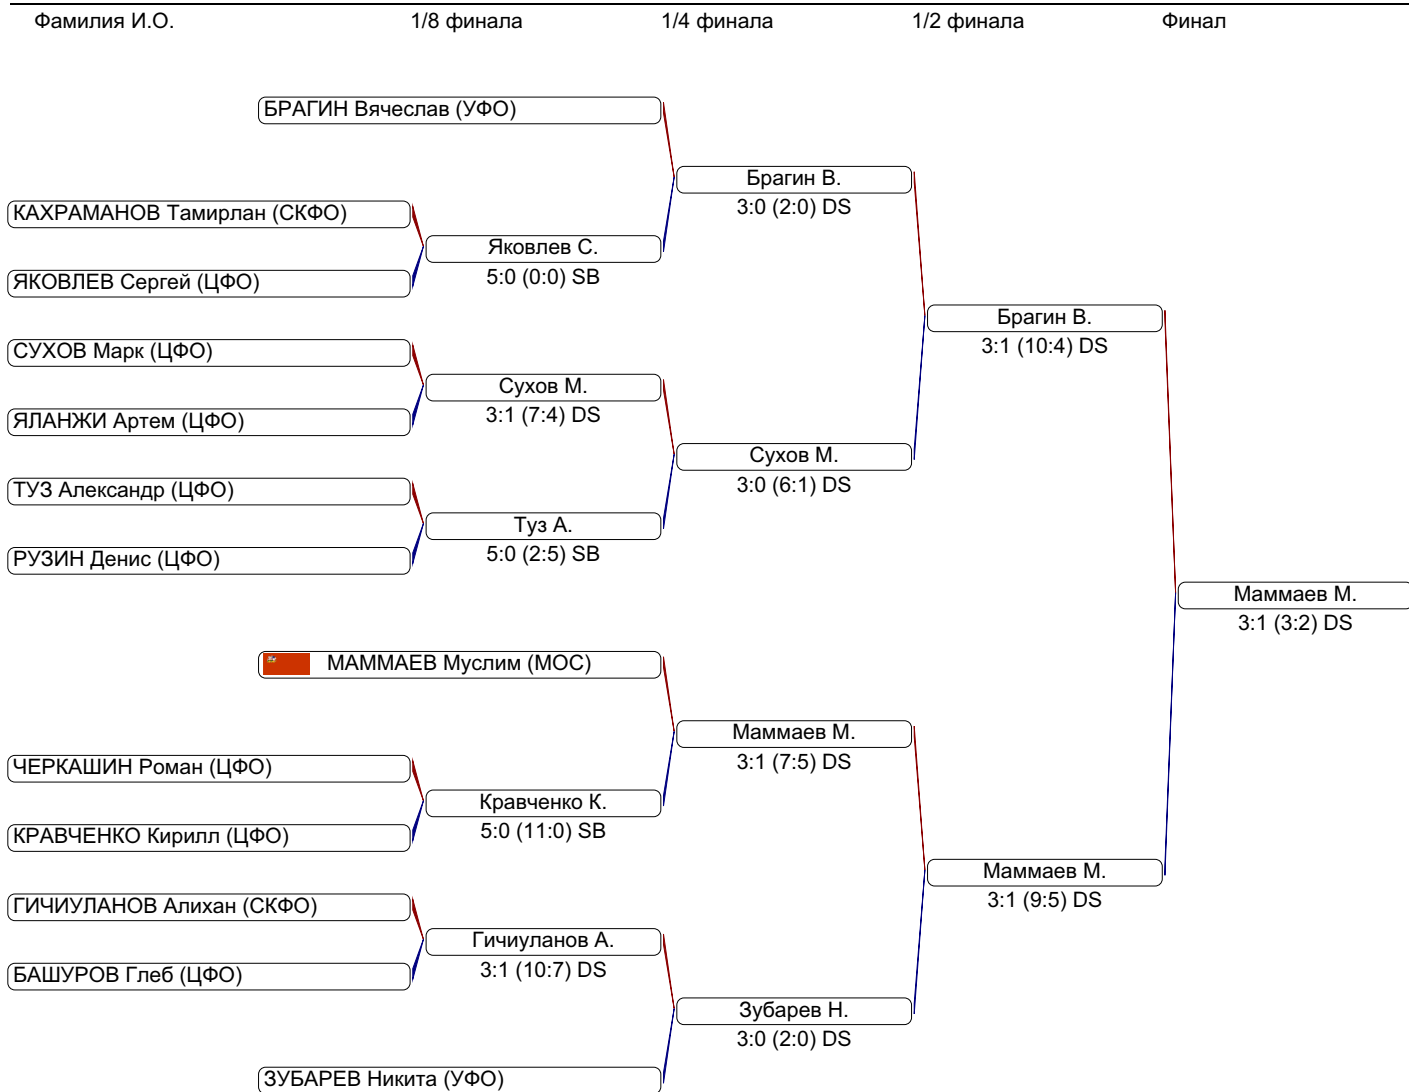 Фамилия И.О. 1/8 финала 1/4 финала 1/2 финала Финал
БРАГИН Вячеслав (УФО)
Брагин В.
3:0 (2:0) DS
КАХРАМАНОВ Тамирлан (СКФО)
Яковлев С.
5:0 (0:0) SB
ЯКОВЛЕВ Сергей (ЦФО)
Брагин В.
3:1 (10:4) DS
СУХОВ Марк (ЦФО)
Сухов М.
3:1 (7:4) DS
ЯЛАНЖИ Артем (ЦФО)
Сухов М.
3:0 (6:1) DS
ТУЗ Александр (ЦФО)
Туз А.
5:0 (2:5) SB
РУЗИН Денис (ЦФО)
Маммаев М.
3:1 (3:2) DS
МАММАЕВ Муслим (МОС)
Маммаев М.
3:1 (7:5) DS
ЧЕРКАШИН Роман (ЦФО)
Кравченко К.
5:0 (11:0) SB
КРАВЧЕНКО Кирилл (ЦФО)
Маммаев М.
3:1 (9:5) DS
ГИЧИУЛАНОВ Алихан (СКФО)
Гичиуланов А.
3:1 (10:7) DS
БАШУРОВ Глеб (ЦФО)
Зубарев Н.
3:0 (2:0) DS
ЗУБАРЕВ Никита (УФО)